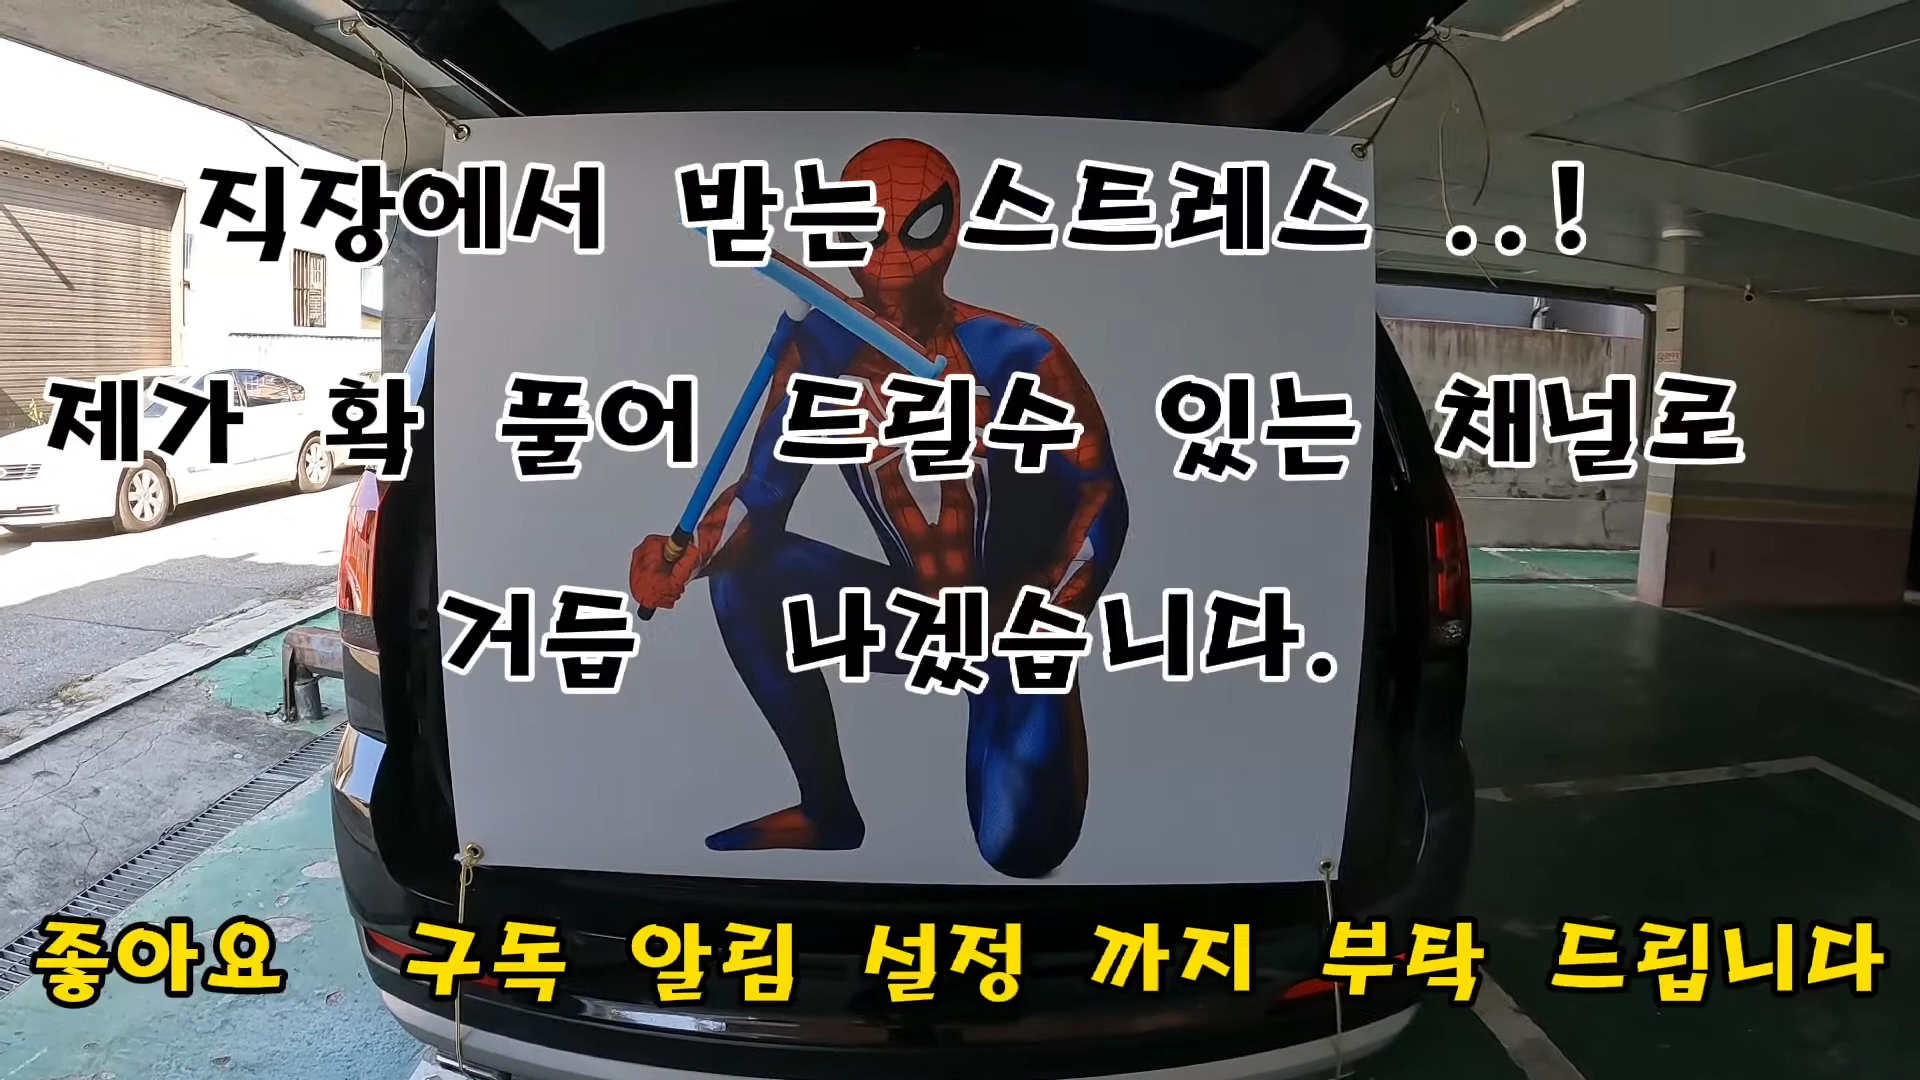 직장에서 받는 스트레스 ..!
제가 확 풀어 드릴수 있는 채널로
거듭 나겠습니다.
좋아요 구독 알림 설정 까지 부탁 드립니다